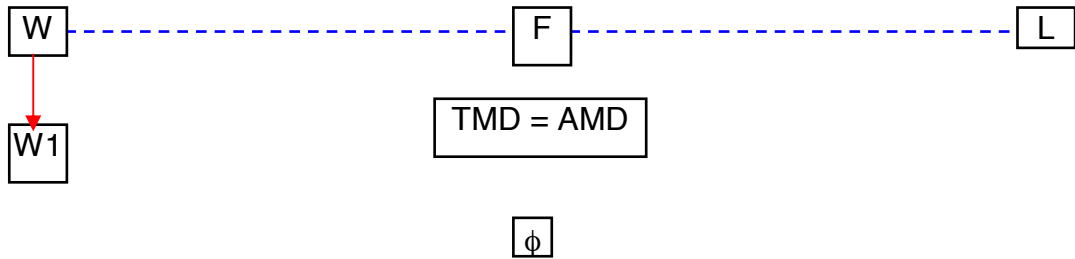 W F L
TMD = AMD
W1
ϕ